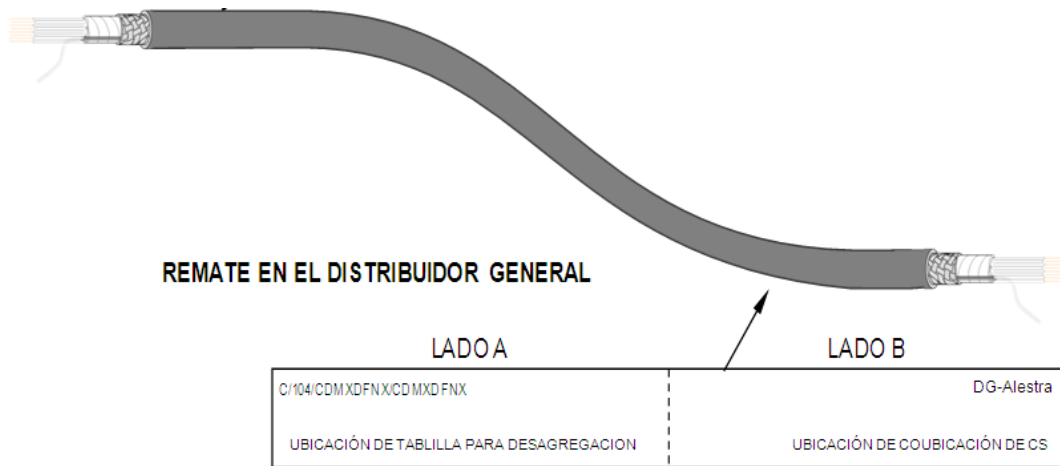 REMATE EN EL DISTRIBUIDOR GENERAL
LADO A
LADO B
C/104/CDMXDFNX/CDMXDFNX
DG-Alestra
UBICACIÓN DE TABLILLA PARA DESAGREGACION
UBICACIÓN DE COUBICACIÓN DE CS